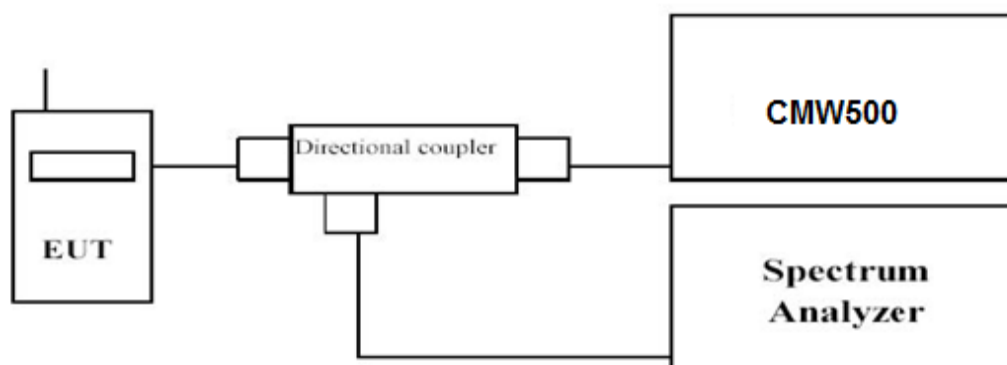 CMW500
Directional coupler
EUT
Spectrum
Analyzer